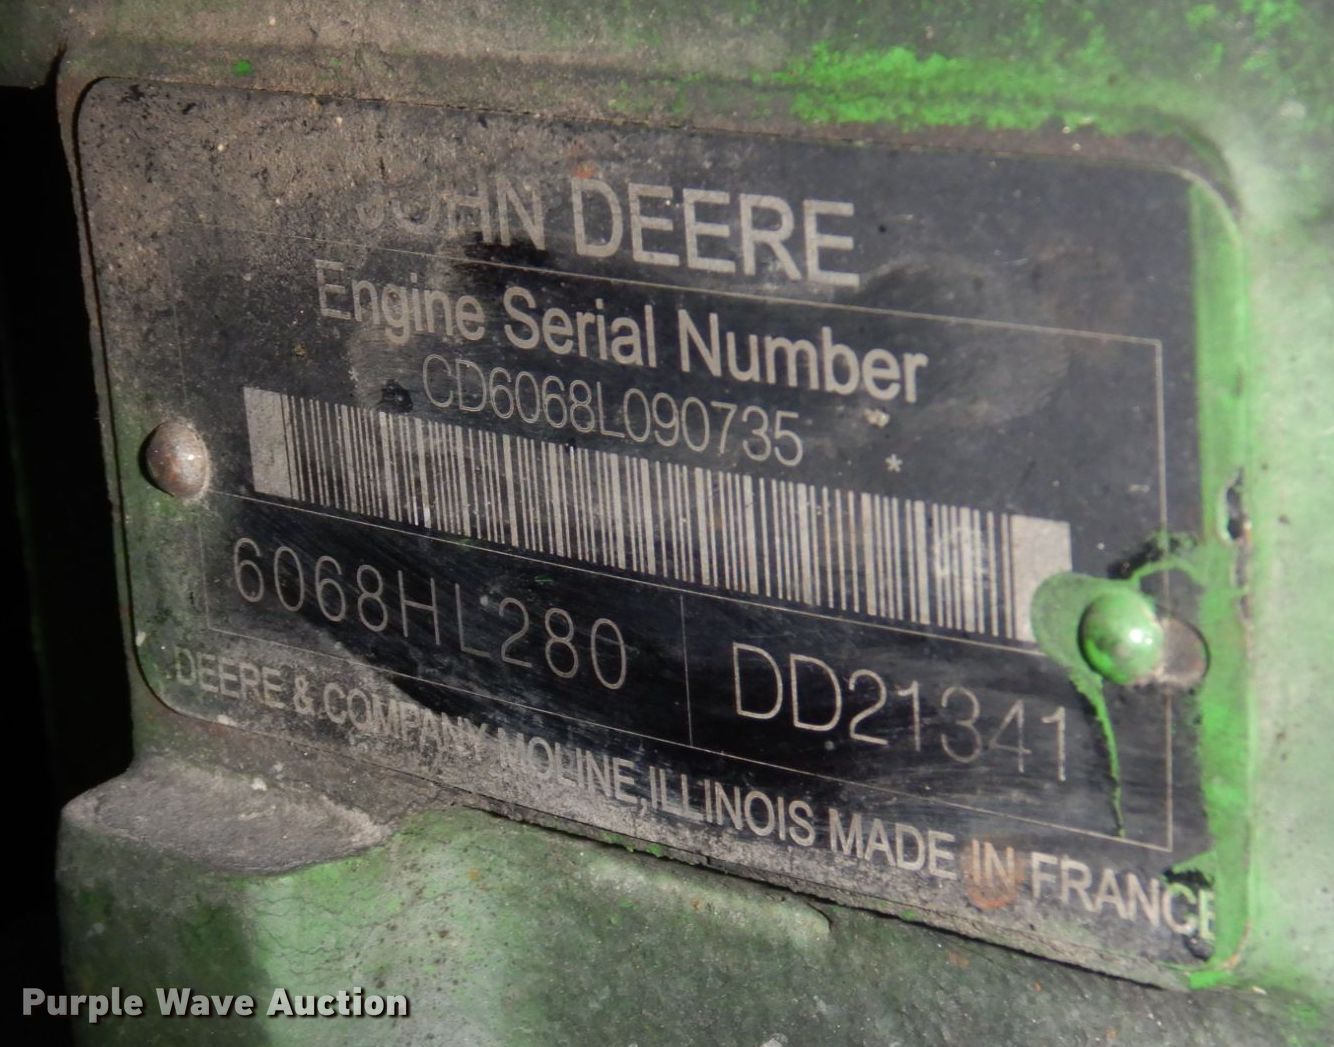 JOHN DEERE
Engine Serial Number
CD6068L090735
*
6068HL280 DD21341
DEERE & COMPANY MOLINE, ILLINOIS MADE IN FRANCE
Purple Wave Auction